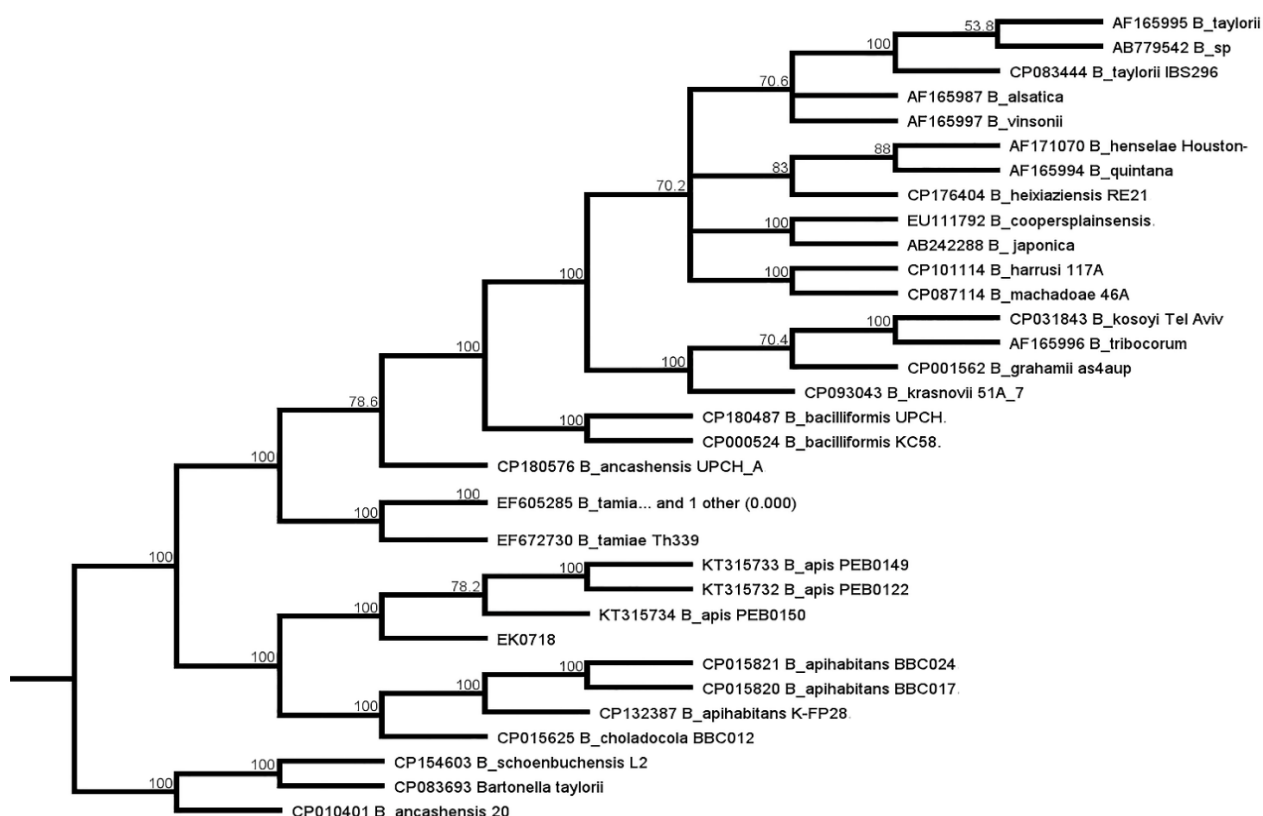 53.8
AF165995 B_taylorii
100
AB779542 B_sp
CP083444 B_taylorii IBS296
70.6
AF165987 B_alsatica
AF165997 B_vinsonii
88
AF171070 B_henselae Houston-
83
AF165994 B_quintana
70.2
CP176404 B_heixiaziensis RE21
100
EU111792 B_coopersplainsensis.
AB242288 B_ japonica
100
100
CP101114 B_harrusi 117A
CP087114 B_machadoae 46A
100
CP031843 B_kosoyi Tel Aviv
70.4
AF165996 B_tribocorum
100
100
CP001562 B_grahamii as4aup
CP093043 B_krasnovii 51A_7
78.6
100
CP180487 B_bacilliformis UPCH.
CP000524 B_bacilliformis KC58.
100
CP180576 B_ancashensis UPCH_A
100
EF605285 B_tamia... and 1 other (0.000)
100
EF672730 B_tamiae Th339
100
100
KT315733 B_apis PEB0149
78.2
KT315732 B_apis PEB0122
100
KT315734 B_apis PEB0150
EK0718
100
100
CP015821 B_apihabitans BBC024
100
CP015820 B_apihabitans BBC017.
100
CP132387 B_apihabitans K-FP28.
CP015625 B_choladocola BBC012
100
CP154603 B_schoenbuchensis L2
100
CP083693 Bartonella taylorii
CP010401 B_ancashensis 20